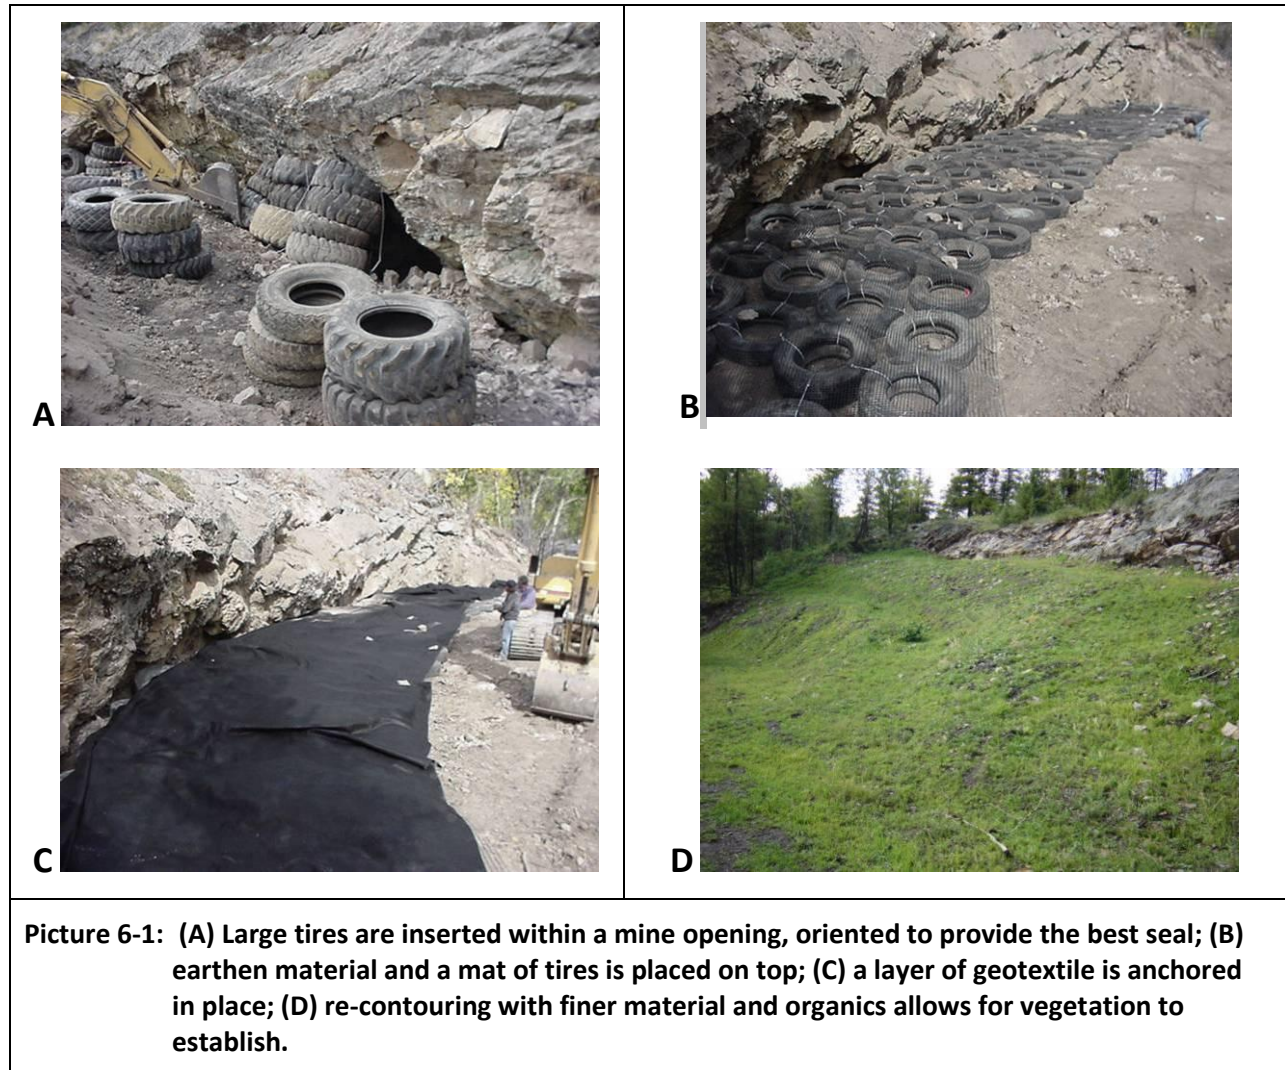 A
B
C
D
Picture 6-1: (A) Large tires are inserted within a mine opening, oriented to provide the best seal; (B)
earthen material and a mat of tires is placed on top; (C) a layer of geotextile is anchored
in place; (D) re-contouring with finer material and organics allows for vegetation to
establish.